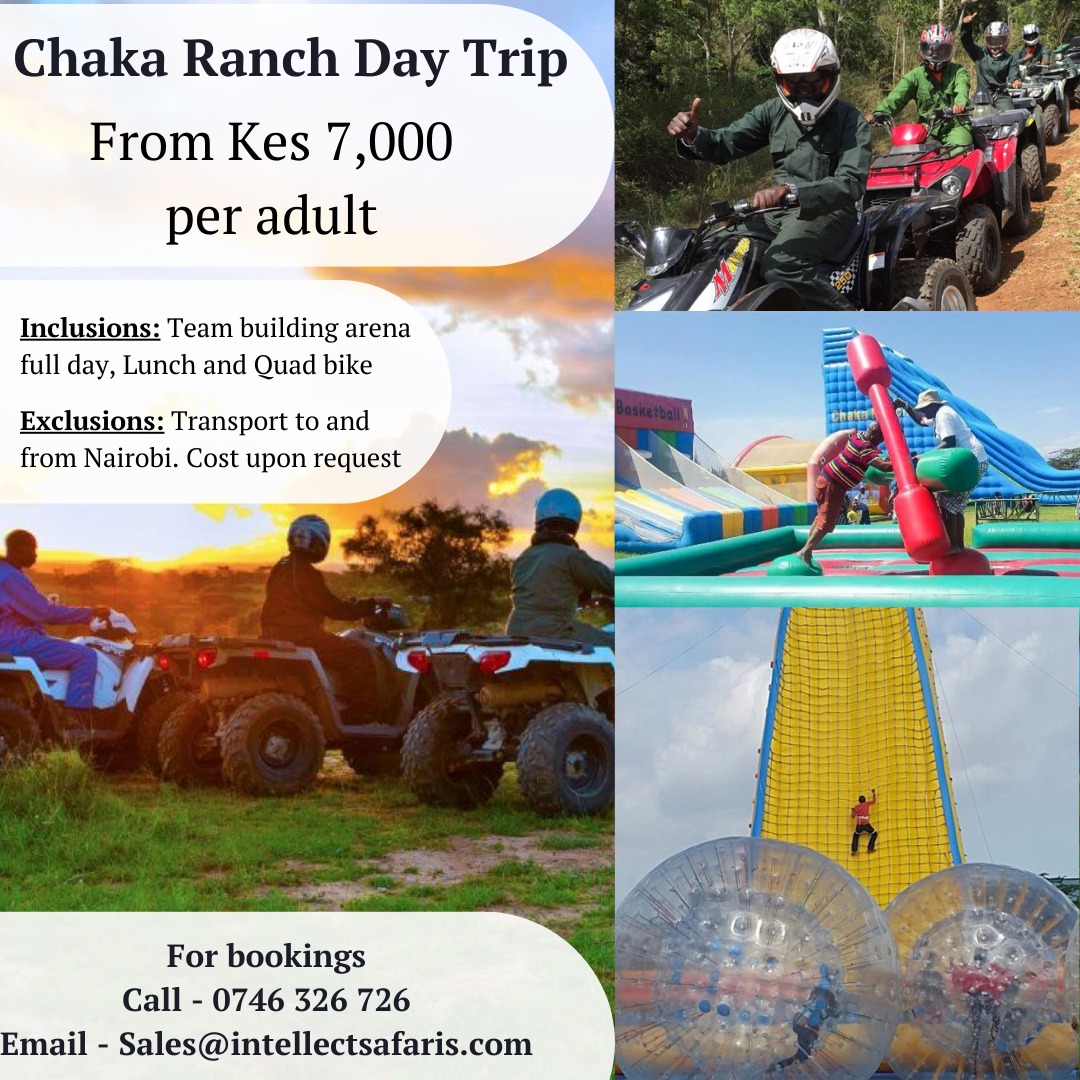 Chaka Ranch Day Trip
From Kes 7,000
per adult
Inclusions: Team building arena
full day, Lunch and Quad bike
Exclusions: Transport to and
from Nairobi. Cost upon request
For bookings
Call - 0746 326 726
Email - Sales@intellectsafaris.com
Basketball
Chaka
250